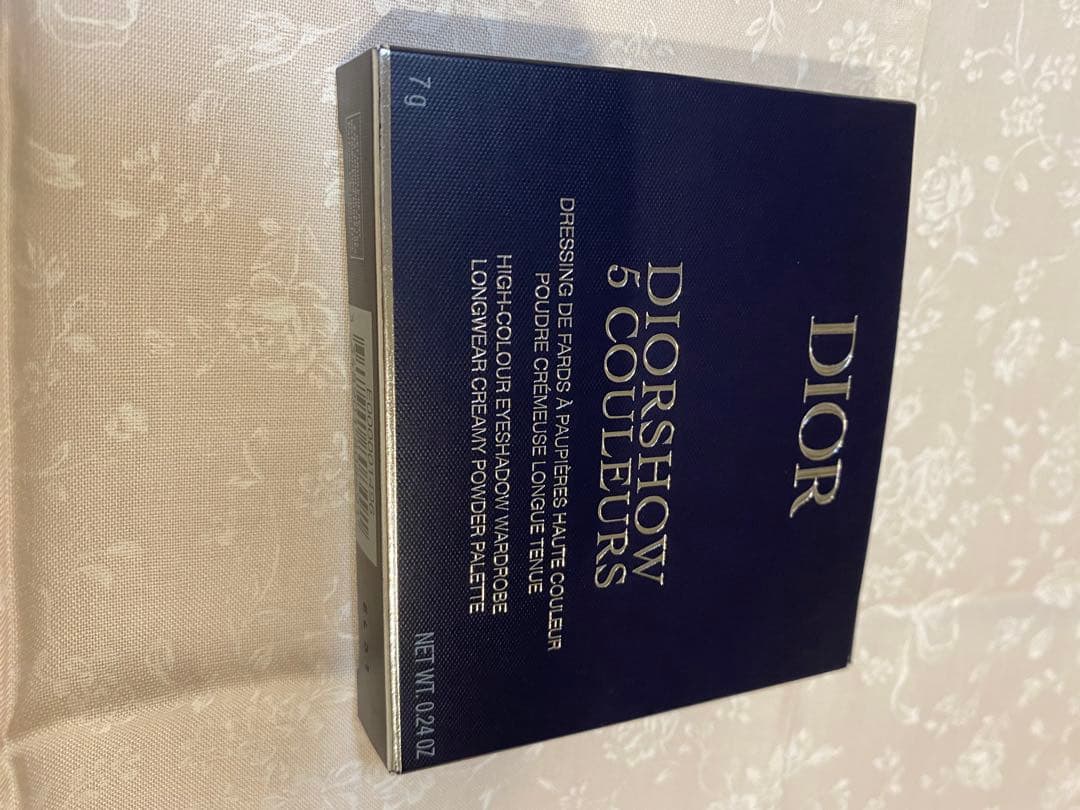 DIOR
DIORSHOW
5 COULEURS
DRESSING DE FARDS À PAUPIÈRES HAUTE COULEUR
POUDRE CRÉMEUSE LONGUE TENUE
HIGH-COLOUR EYESHADOW WARDROBE
LONGWEAR CREAMY POWDER PALETTE
7 g
NET WT. 0.24 OZ